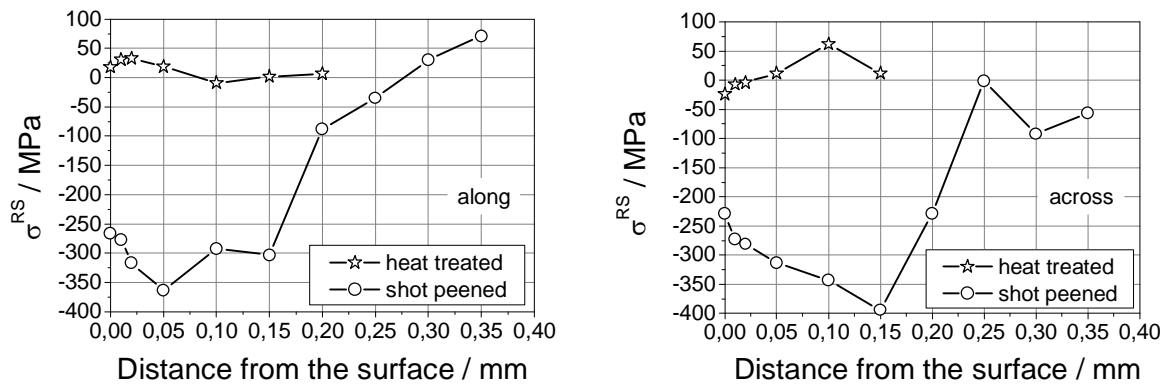 100
50
0
-50
-100
-150
-200
-250
-300
-350
-400
σ^RS / MPa
along
heat treated
shot peened
0,00 0,05 0,10 0,15 0,20 0,25 0,30 0,35 0,40
Distance from the surface / mm
100
50
0
-50
-100
-150
-200
-250
-300
-350
-400
σ^RS / MPa
across
heat treated
shot peened
0,00 0,05 0,10 0,15 0,20 0,25 0,30 0,35 0,40
Distance from the surface / mm